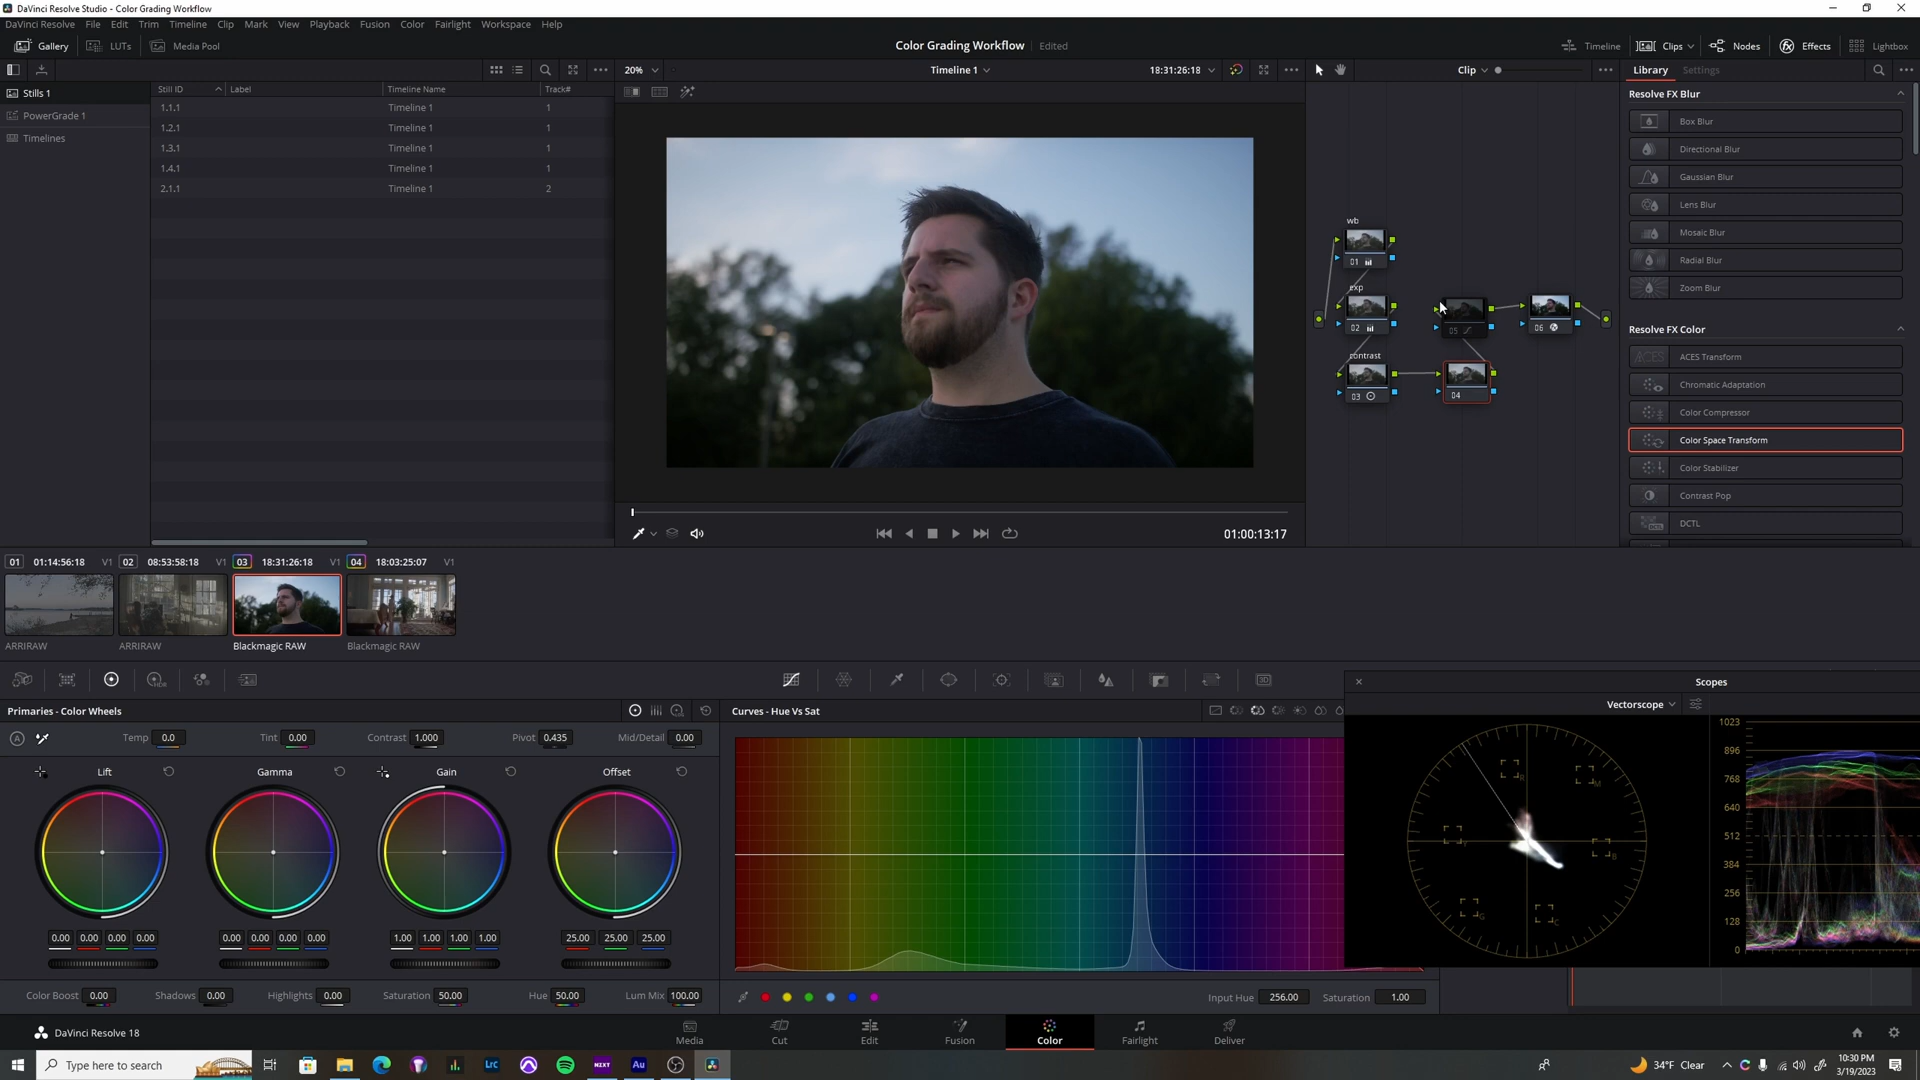 DaVinci Resolve Studio - Color Grading Workflow
DaVinci Resolve File Edit Trim Timeline Clip Mark View Playback Fusion Color Fairlight Workspace Help
Gallery LUTs Media Pool Color Grading Workflow Edited Timeline Clips Nodes Effects Lightbox
20% Timeline 1 18:31:26:18 Clip Library Settings
Still ID Label Timeline Name Track#
Stills 1
PowerGrade 1
Timelines
1.1.1 Timeline 1 1
1.2.1 Timeline 1 1
1.3.1 Timeline 1 1
1.4.1 Timeline 1 1
2.1.1 Timeline 1 2
wb
01
exp
02
contrast
03
04
05
06
Resolve FX Blur
Box Blur
Directional Blur
Gaussian Blur
Lens Blur
Mosaic Blur
Radial Blur
Zoom Blur
Resolve FX Color
ACES Transform
Chromatic Adaptation
Color Compressor
Color Space Transform
Color Stabilizer
Contrast Pop
DCTL
01:00:13:17
01 01:14:56:18 V1 02 08:53:58:18 V1 03 18:31:26:18 V1 04 18:03:25:07 V1
ARRIRAW ARRIRAW Blackmagic RAW Blackmagic RAW
Primaries - Color Wheels
Temp 0.0 Tint 0.00 Contrast 1.000 Pivot 0.435 Mid/Detail 0.00
Lift Gamma Gain Offset
0.00 0.00 0.00 0.00 0.00 0.00 0.00 0.00 1.00 1.00 1.00 1.00 25.00 25.00 25.00
Color Boost 0.00 Shadows 0.00 Highlights 0.00 Saturation 50.00 Hue 50.00 Lum Mix 100.00
Curves - Hue Vs Sat
Input Hue 256.00 Saturation 1.00
Scopes
Vectorscope
R
M
Y
B
G
C
1023
896
768
640
512
384
256
128
0
DaVinci Resolve 18
Media Cut Edit Fusion Color Fairlight Deliver
Type here to search
Lrc
NEXT
Au
34°F Clear
10:30 PM
3/19/2023